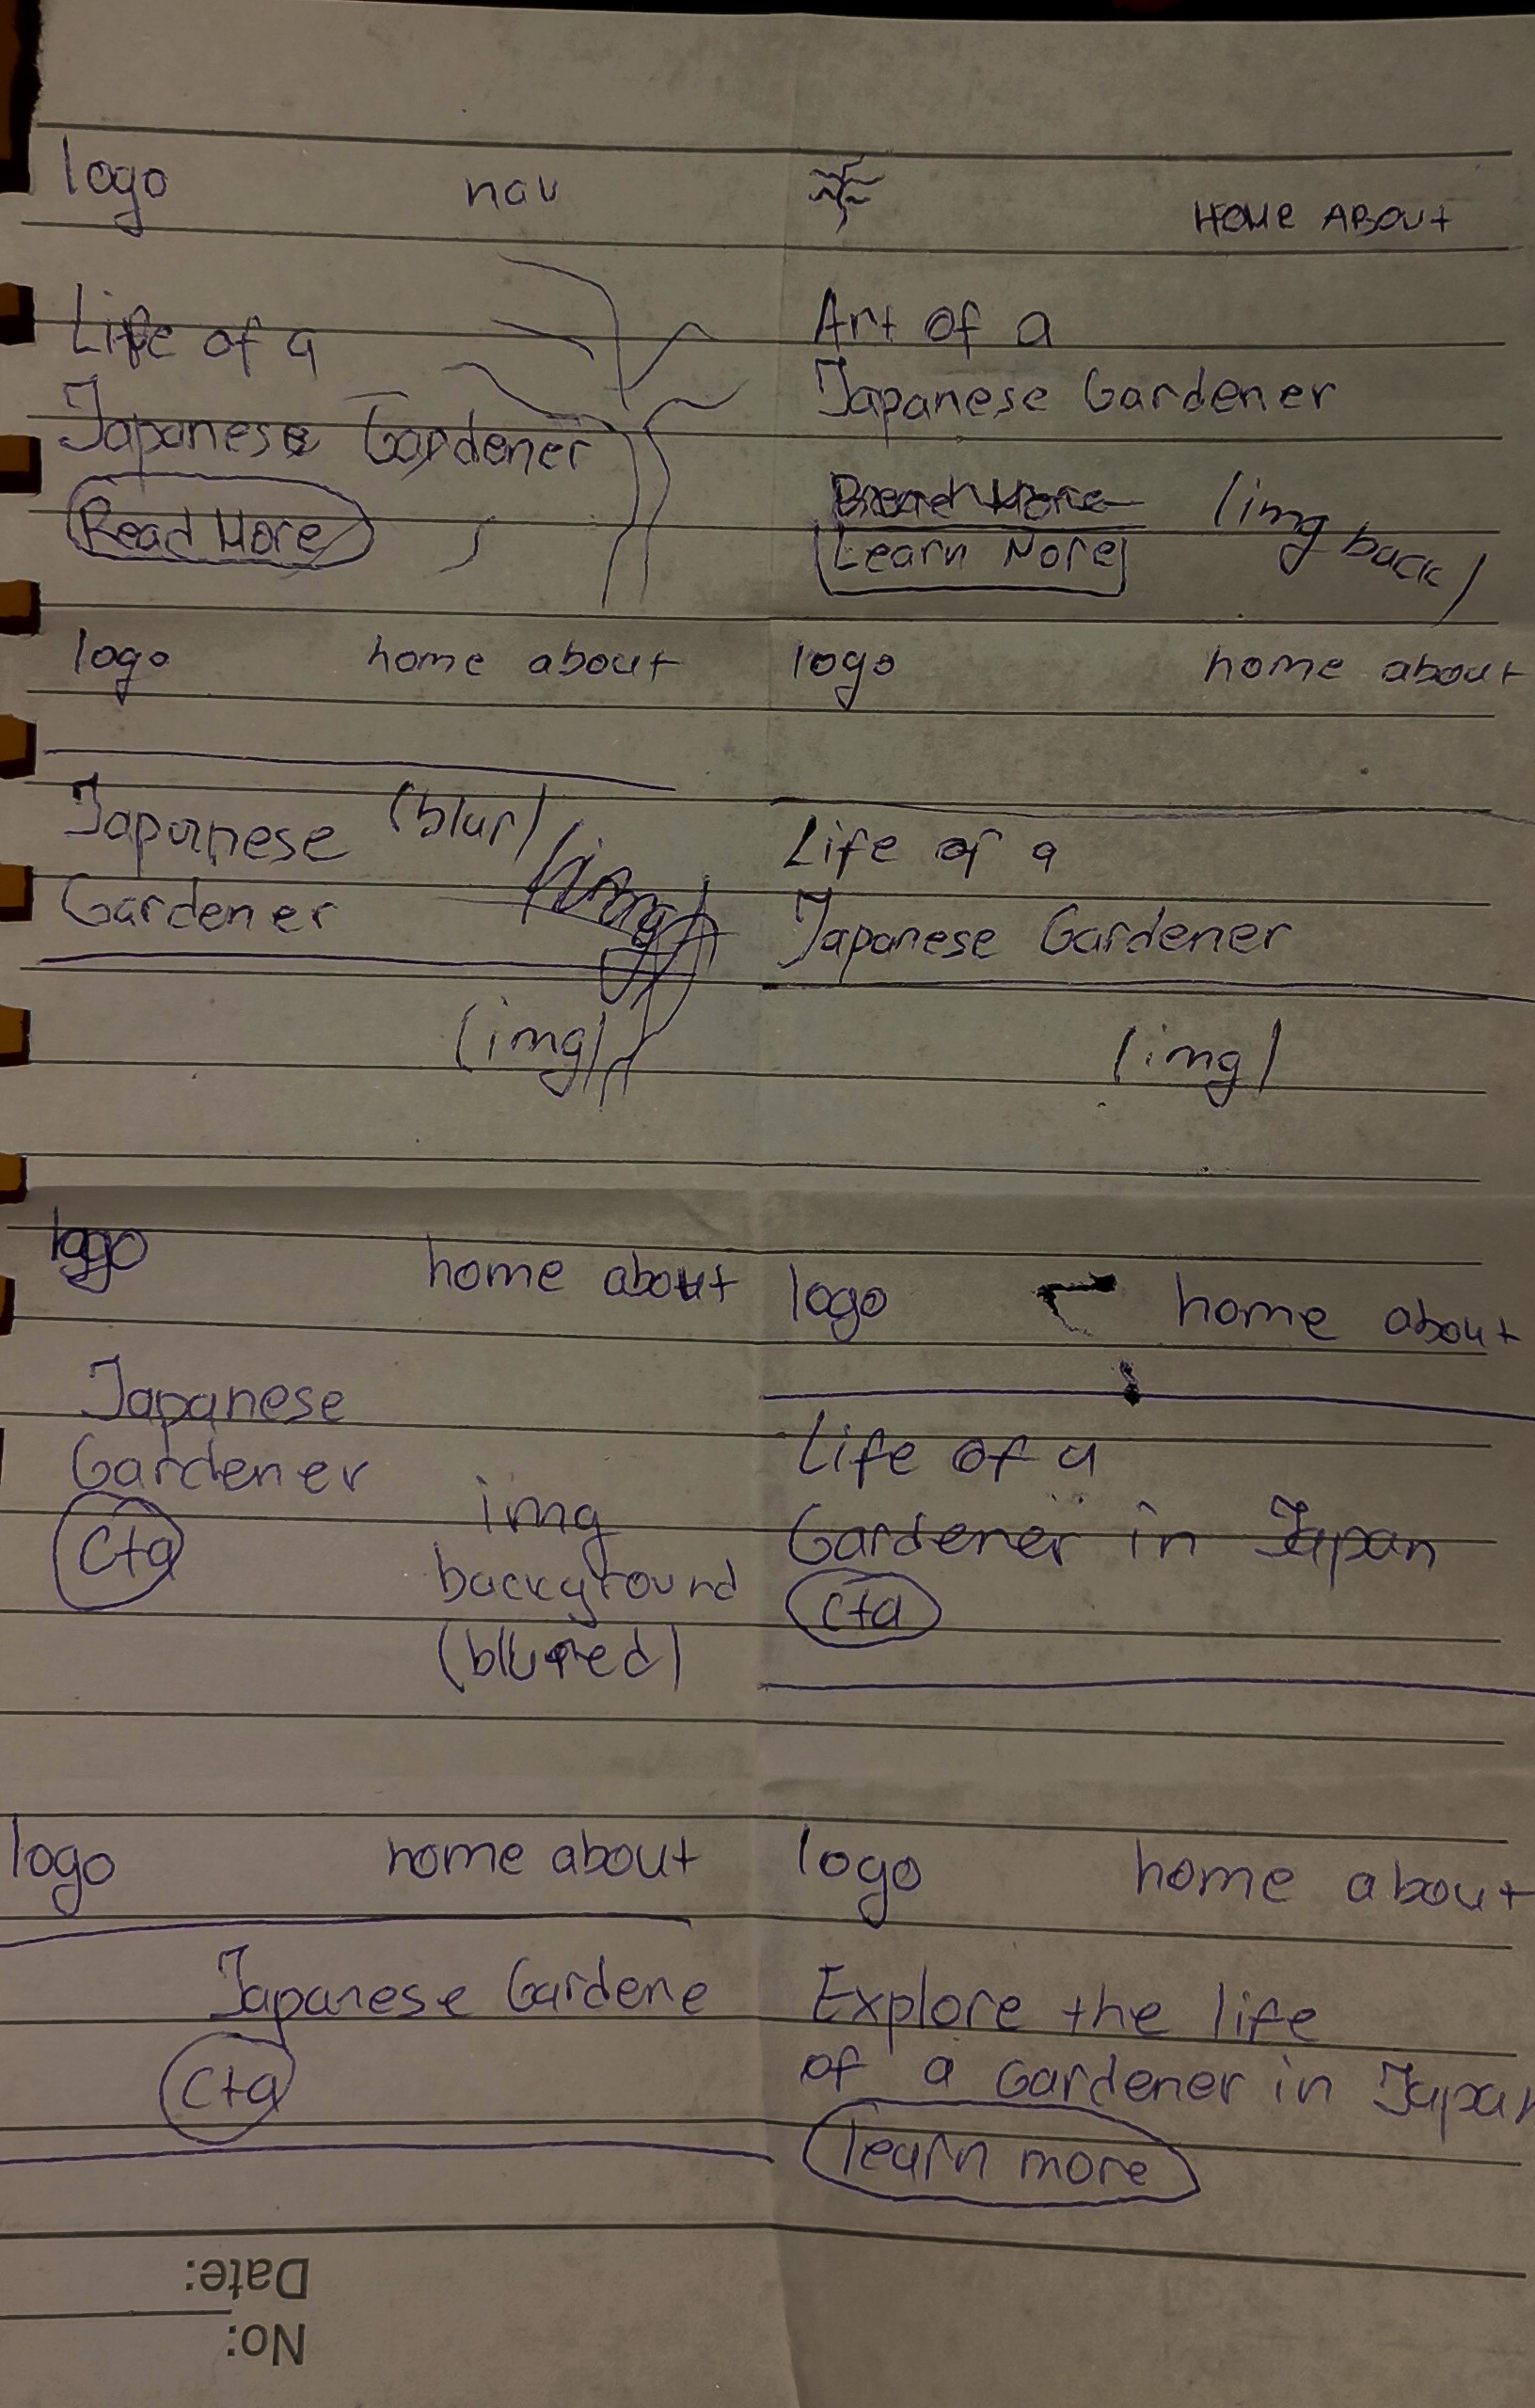 logo nav
Life of a
Japanese Gardener
Read More
HOME ABOUT
Art of a
Japanese Gardener
Read More
Learn More
(img back)
logo home about
Japanese (blur)
Gardener
(img)
(img)
logo home about
Life of a
Japanese Gardener
(img)
logo home about
Japanese
Gardener
cta
img
background
(blured)
logo home about
Life of a
Gardener in Japan
cta
logo home about
Japanese Gardene
cta
logo home about
Explore the life
of a Gardener in Japan
learn more
Date:
No: